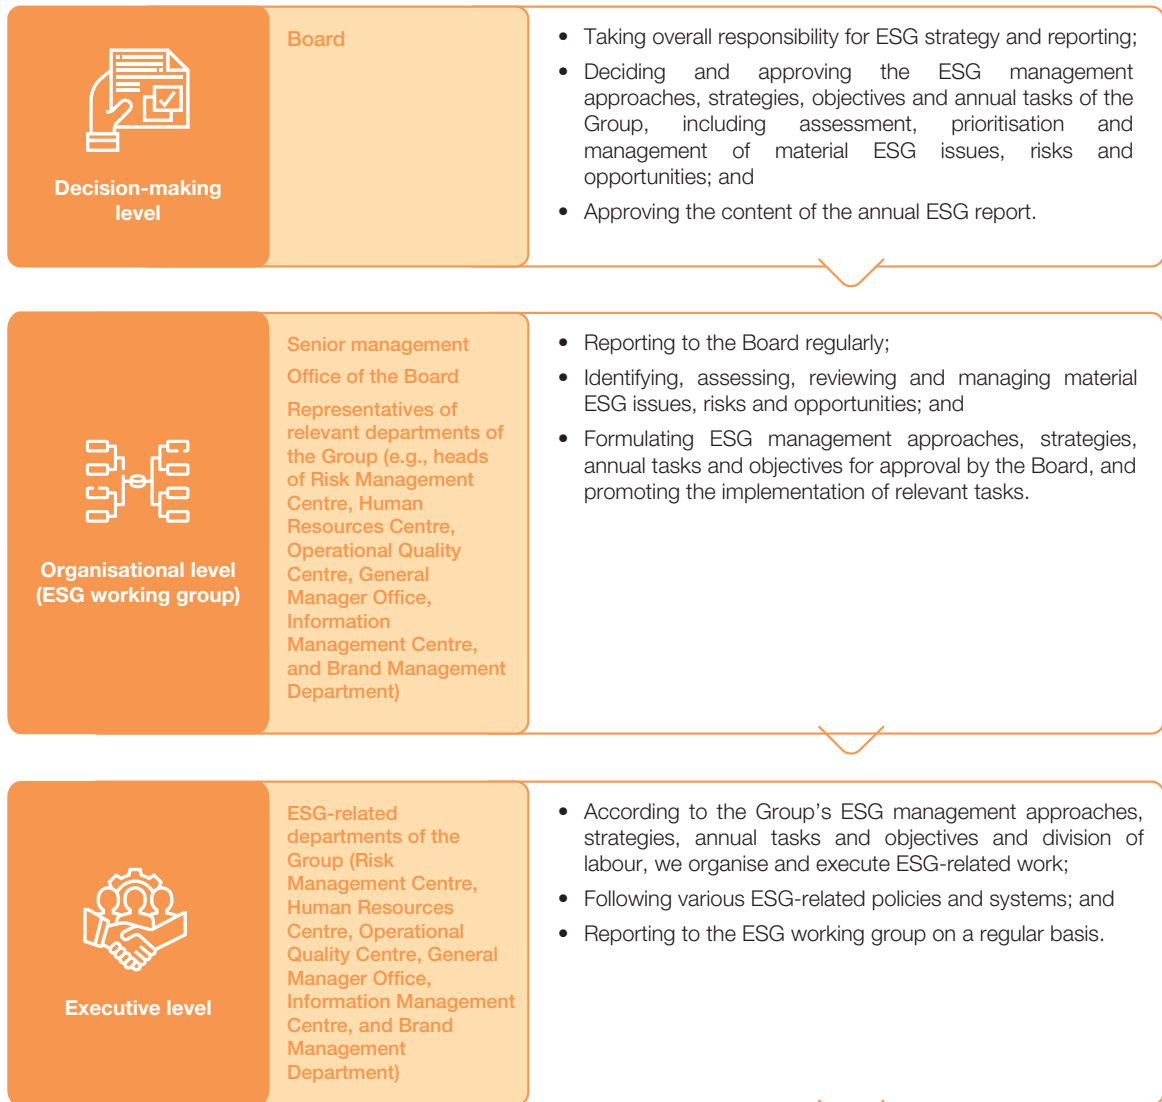 Decision-making
level
Board
• Taking overall responsibility for ESG strategy and reporting;
• Deciding and approving the ESG management
approaches, strategies, objectives and annual tasks of the
Group, including assessment, prioritisation and
management of material ESG issues, risks and
opportunities; and
• Approving the content of the annual ESG report.
Organisational level
(ESG working group)
Senior management
Office of the Board
Representatives of
relevant departments of
the Group (e.g., heads
of Risk Management
Centre, Human
Resources Centre,
Operational Quality
Centre, General
Manager Office,
Information
Management Centre,
and Brand Management
Department)
• Reporting to the Board regularly;
• Identifying, assessing, reviewing and managing material
ESG issues, risks and opportunities; and
• Formulating ESG management approaches, strategies,
annual tasks and objectives for approval by the Board, and
promoting the implementation of relevant tasks.
Executive level
ESG-related
departments of the
Group (Risk
Management Centre,
Human Resources
Centre, Operational
Quality Centre, General
Manager Office,
Information Management
Centre, and Brand
Management
Department)
• According to the Group's ESG management approaches,
strategies, annual tasks and objectives and division of
labour, we organise and execute ESG-related work;
• Following various ESG-related policies and systems; and
• Reporting to the ESG working group on a regular basis.